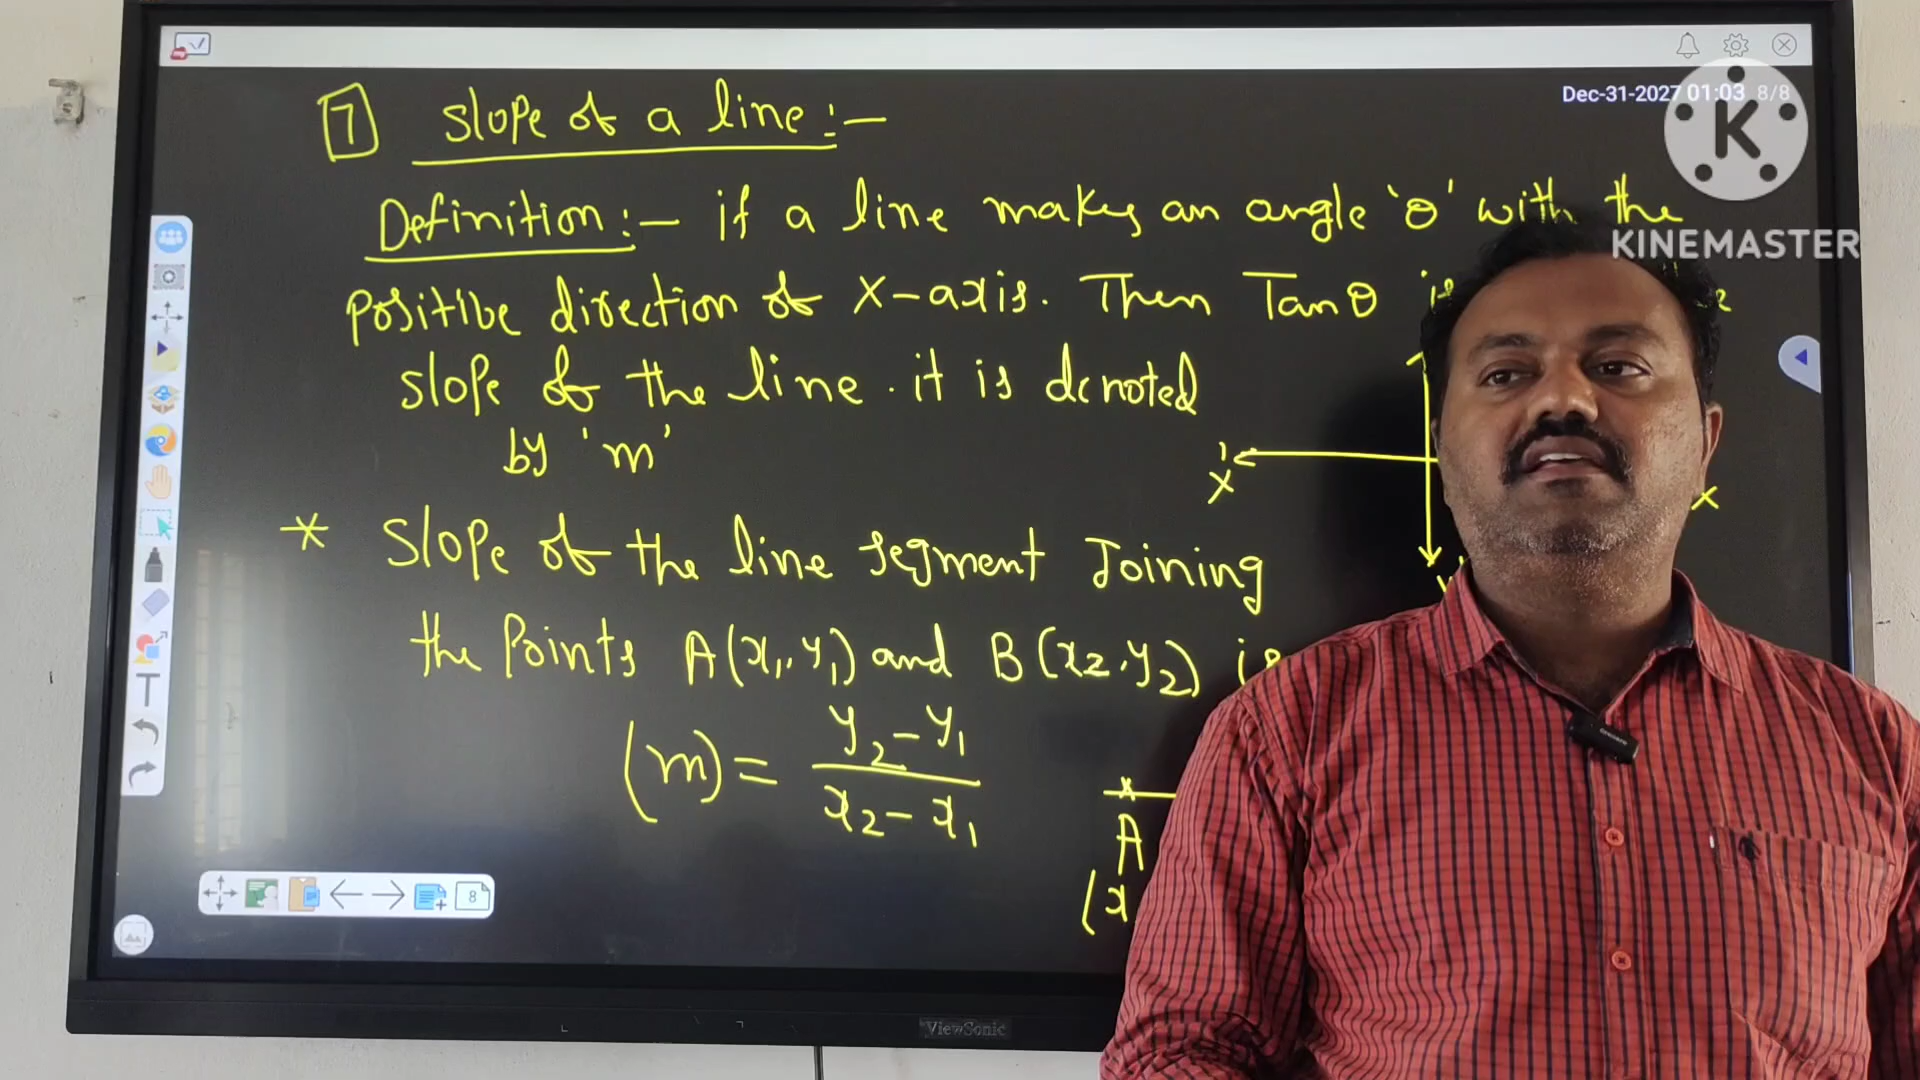 Dec-31-2027 01:03 8/8
K
KINEMASTER
7 Slope of a line:-
Definition:- if a line makes an angle 'θ' with the
positive direction of X-axis. Then Tanθ is
slope of the line. it is denoted
by 'm'
X'
X
* Slope of the line segment Joining
the Points A(x1, y1) and B(x2, y2) is
(m) = y2-y1 / x2-x1
A
(x
T
8
ViewSonic